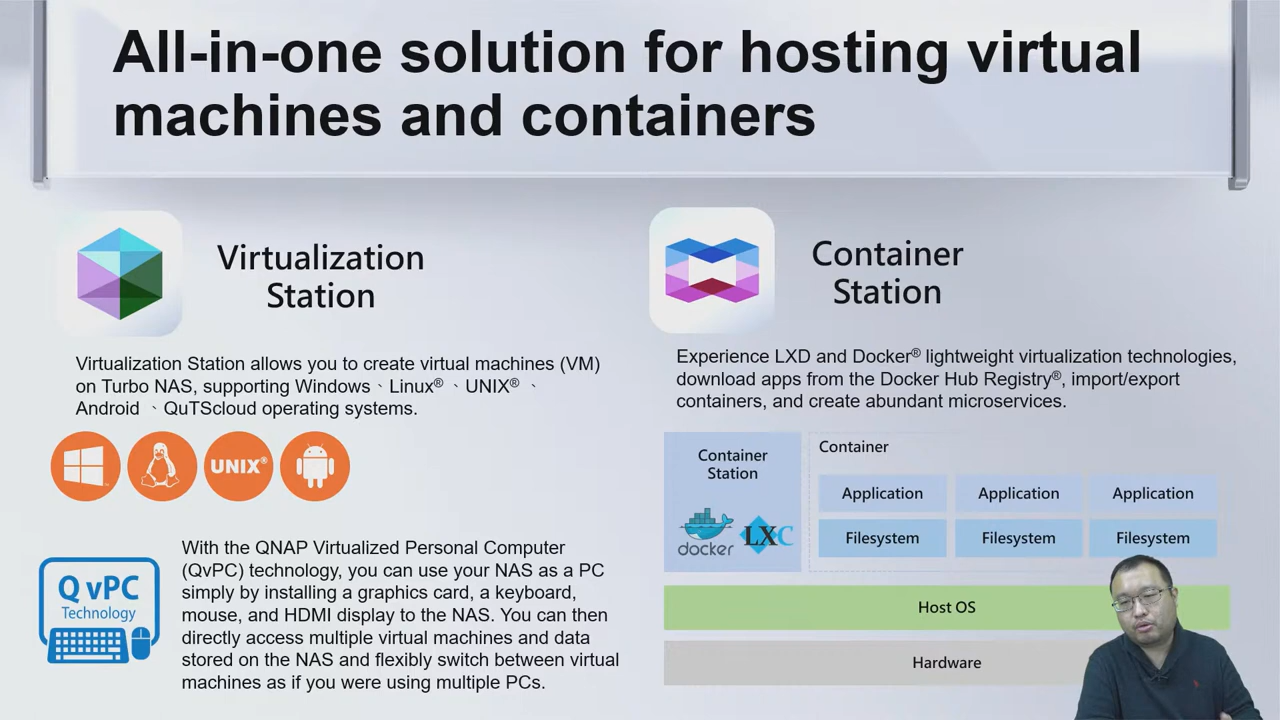 All-in-one solution for hosting virtual
machines and containers
Virtualization
Station
Virtualization Station allows you to create virtual machines (VM)
on Turbo NAS, supporting Windows、Linux®、UNIX®、
Android、QuTScloud operating systems.
UNIX®
QvPC
Technology
With the QNAP Virtualized Personal Computer
(QvPC) technology, you can use your NAS as a PC
simply by installing a graphics card, a keyboard,
mouse, and HDMI display to the NAS. You can then
directly access multiple virtual machines and data
stored on the NAS and flexibly switch between virtual
machines as if you were using multiple PCs.
Container
Station
Experience LXD and Docker® lightweight virtualization technologies,
download apps from the Docker Hub Registry®, import/export
containers, and create abundant microservices.
Container
Station
docker
LXC
Container
Application Application Application
Filesystem Filesystem Filesystem
Host OS
Hardware